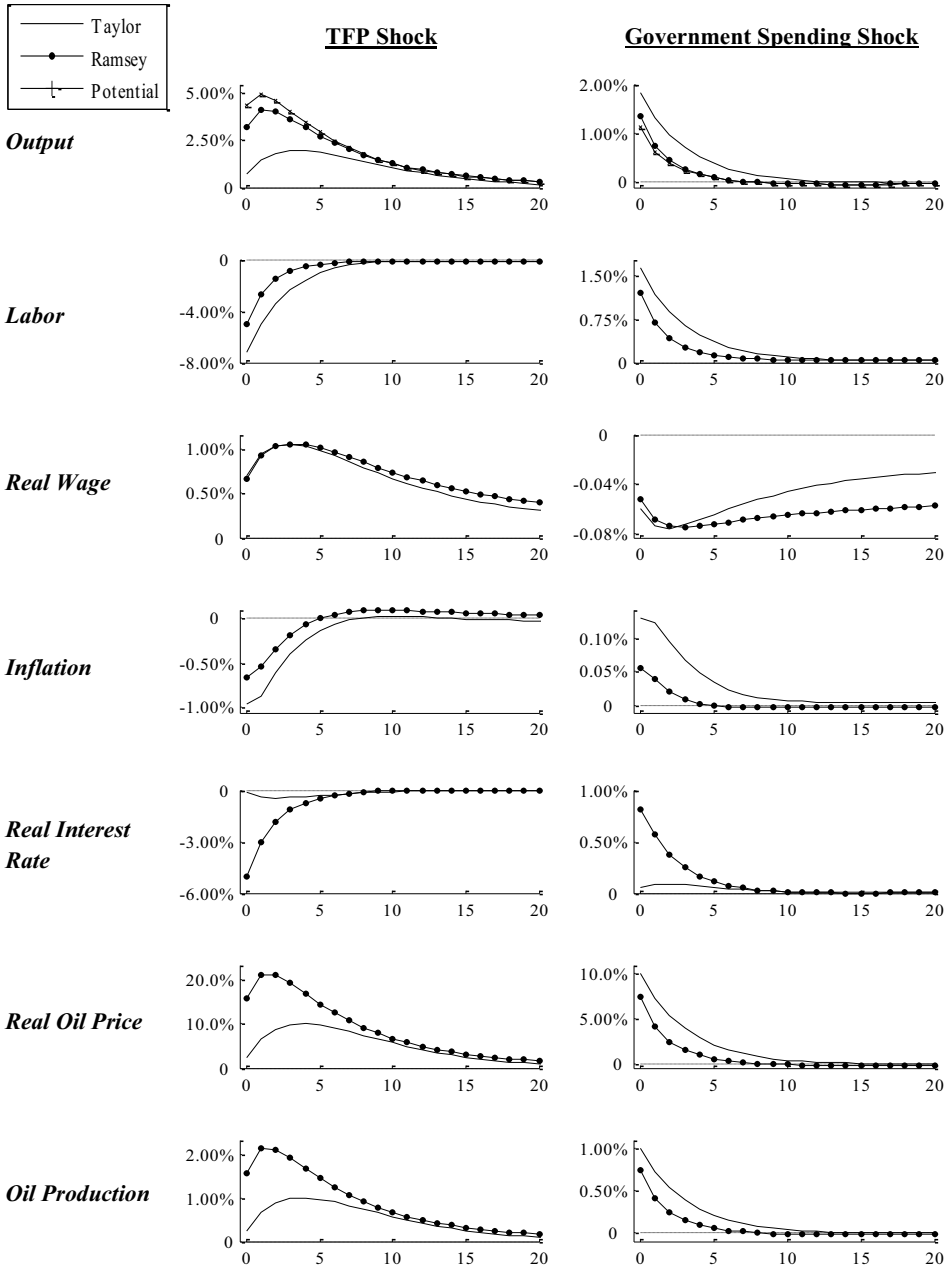 Taylor
Ramsey
Potential
TFP Shock
Government Spending Shock
Output
5.00%
2.50%
0
0 5 10 15 20
2.00%
1.00%
0
0 5 10 15 20
Labor
0
-4.00%
-8.00%
0 5 10 15 20
1.50%
0.75%
0
0 5 10 15 20
Real Wage
1.00%
0.50%
0
0 5 10 15 20
0
-0.04%
-0.08%
0 5 10 15 20
Inflation
0
-0.50%
-1.00%
0 5 10 15 20
0.10%
0.05%
0
0 5 10 15 20
Real Interest
Rate
0
-3.00%
-6.00%
0 5 10 15 20
1.00%
0.50%
0
0 5 10 15 20
Real Oil Price
20.0%
10.0%
0
0 5 10 15 20
10.0%
5.00%
0
0 5 10 15 20
Oil Production
2.00%
1.00%
0
0 5 10 15 20
1.00%
0.50%
0
0 5 10 15 20